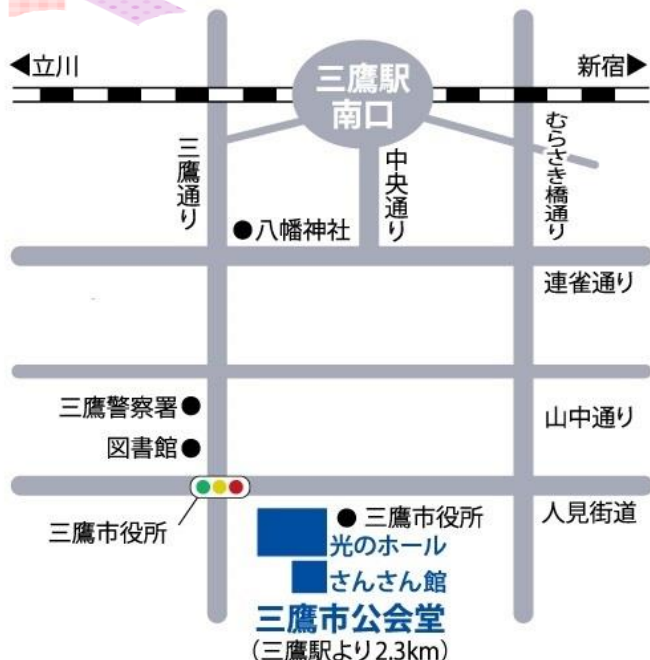 ◀立川
新宿▶
三鷹駅
南口
三鷹通り
中央通り
むらさき橋通り
●八幡神社
連雀通り
三鷹警察署●
山中通り
図書館●
三鷹市役所
●三鷹市役所
人見街道
光のホール
さんさん館
三鷹市公会堂
(三鷹駅より2.3km)